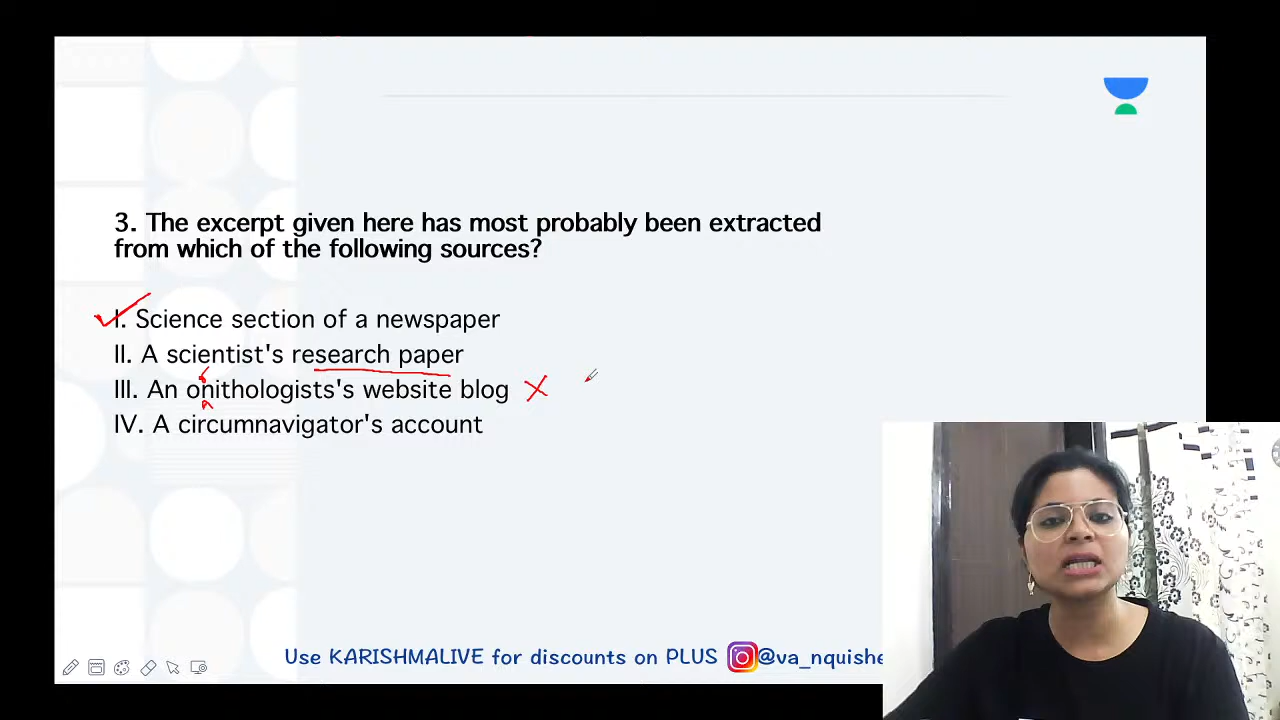 3. The excerpt given here has most probably been extracted
from which of the following sources?
I. Science section of a newspaper
II. A scientist's research paper
III. An onithologists's website blog
r
IV. A circumnavigator's account
Use KARISHMALIVE for discounts on PLUS @va_nquishe